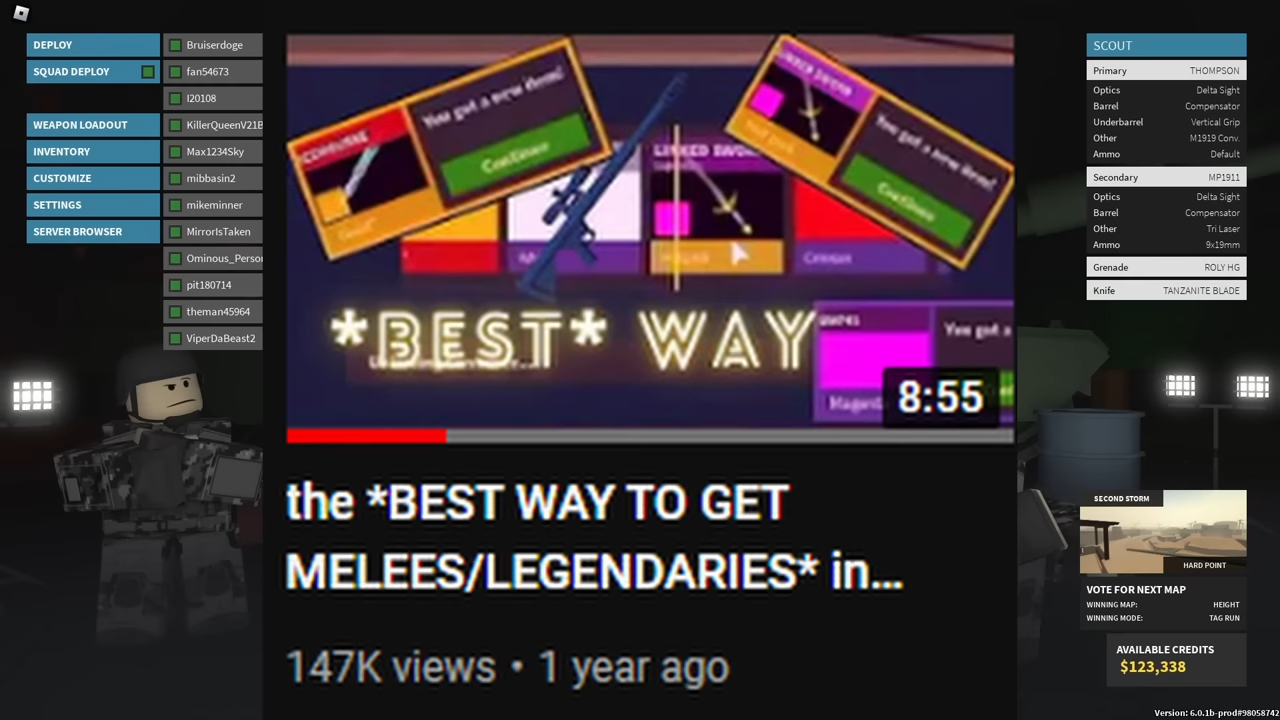 DEPLOY
SQUAD DEPLOY
WEAPON LOADOUT
INVENTORY
CUSTOMIZE
SETTINGS
SERVER BROWSER
Bruiserdoge
fan54673
KillerQueenV21B
Max1234Sky
mibbasin2
mikeminner
MirrorIsTaken
Ominous_Perso
pit180714
theman45964
ViperDaBeast2
You got a new item!
Continue
You got a new item!
Continue
LINKED SWO
*BEST* WAY
You got a
8:55
the *BEST WAY TO GET
MELEES/LEGENDARIES* in...
147K views • 1 year ago
SCOUT
Primary THOMPSON
Optics Delta Sight
Barrel Compensator
Underbarrel Vertical Grip
Other M1919 Conv.
Ammo Default
Secondary MP1911
Optics Delta Sight
Barrel Compensator
Other Tri Laser
Ammo 9x19mm
Grenade ROLY HG
Knife TANZANITE BLADE
SECOND STORM
HARD POINT
VOTE FOR NEXT MAP
WINNING MAP: HEIGHT
WINNING MODE: TAG RUN
AVAILABLE CREDITS
$123,338
Version: 6.0.1b-prod#98058742